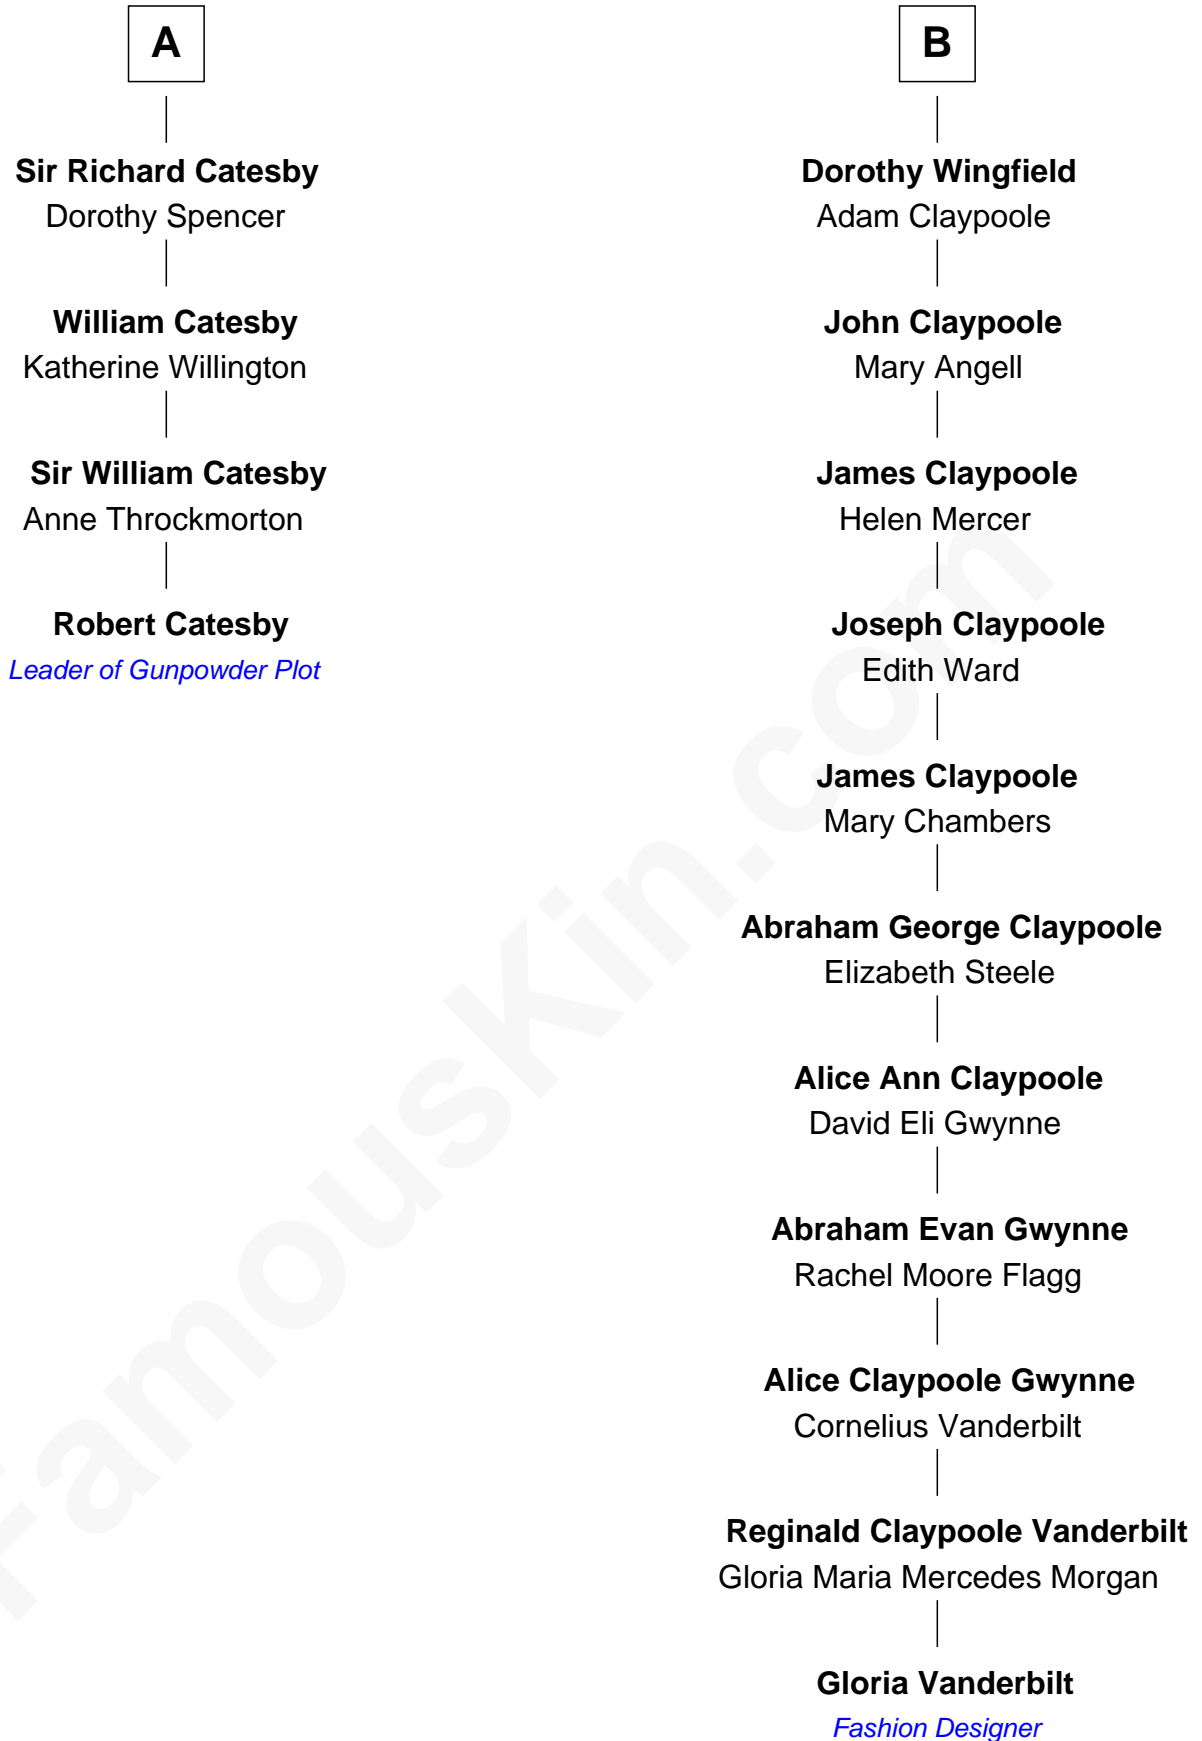 A
Sir Richard Catesby
Dorothy Spencer
William Catesby
Katherine Willington
Sir William Catesby
Anne Throckmorton
Robert Catesby
Leader of Gunpowder Plot
B
Dorothy Wingfield
Adam Claypoole
John Claypoole
Mary Angell
James Claypoole
Helen Mercer
Joseph Claypoole
Edith Ward
James Claypoole
Mary Chambers
Abraham George Claypoole
Elizabeth Steele
Alice Ann Claypoole
David Eli Gwynne
Abraham Evan Gwynne
Rachel Moore Flagg
Alice Claypoole Gwynne
Cornelius Vanderbilt
Reginald Claypoole Vanderbilt
Gloria Maria Mercedes Morgan
Gloria Vanderbilt
Fashion Designer
FamousKin.com